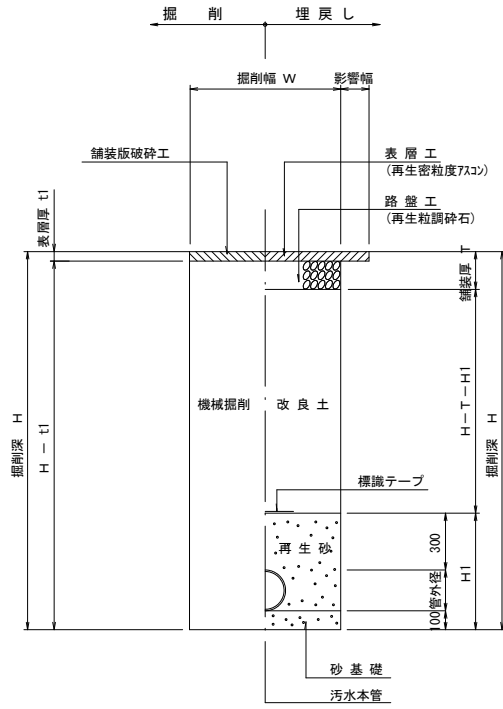 掘 削
埋 戻 し
掘削幅 W
影響幅
舗装版破砕工
表 層 工
(再生密粒度アスコン)
路 盤 工
(再生粒調砕石)
表層厚 t1
舗装厚 T
機械掘削
改 良 土
掘削深 H
H － t1
H－T－H1
掘削深 H
標識テープ
再 生 砂
300
管外径
100
H1
砂 基 礎
汚水本管